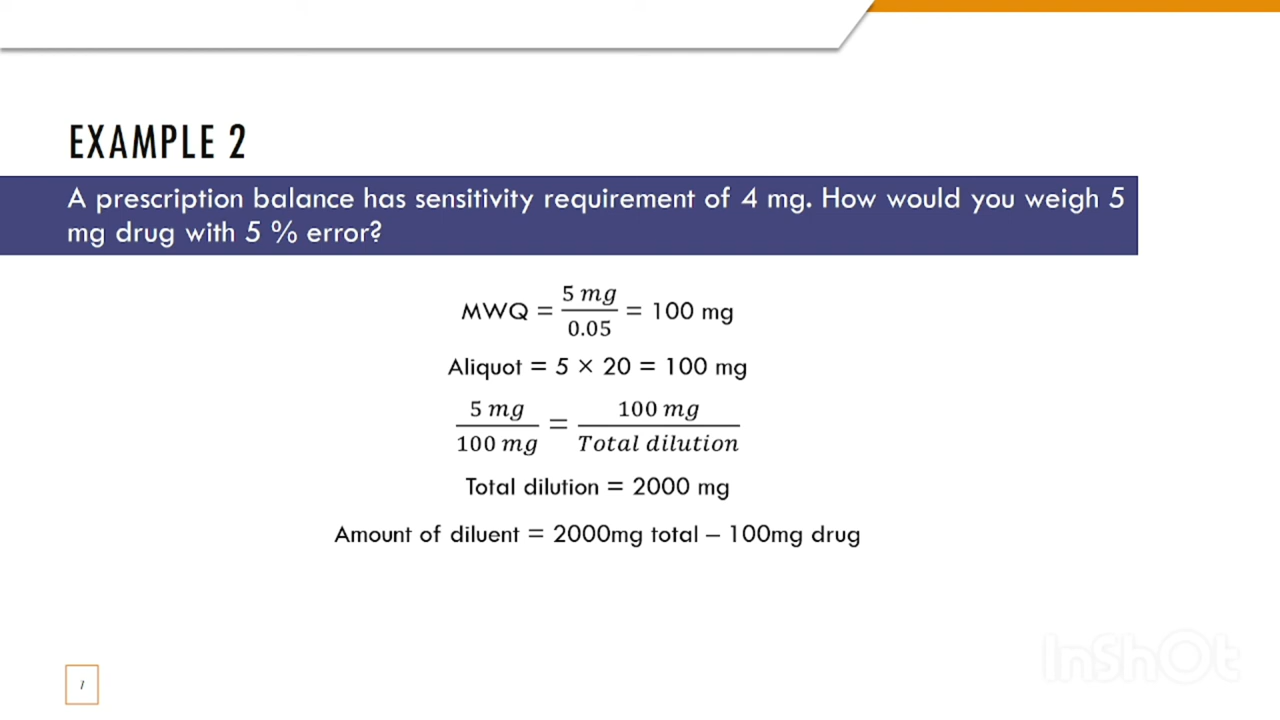 EXAMPLE 2
A prescription balance has sensitivity requirement of 4 mg. How would you weigh 5
mg drug with 5 % error?
MWQ = 5 mg / 0.05 = 100 mg
Aliquot = 5 × 20 = 100 mg
5 mg / 100 mg = 100 mg / Total dilution
Total dilution = 2000 mg
Amount of diluent = 2000mg total – 100mg drug
1
InShOt